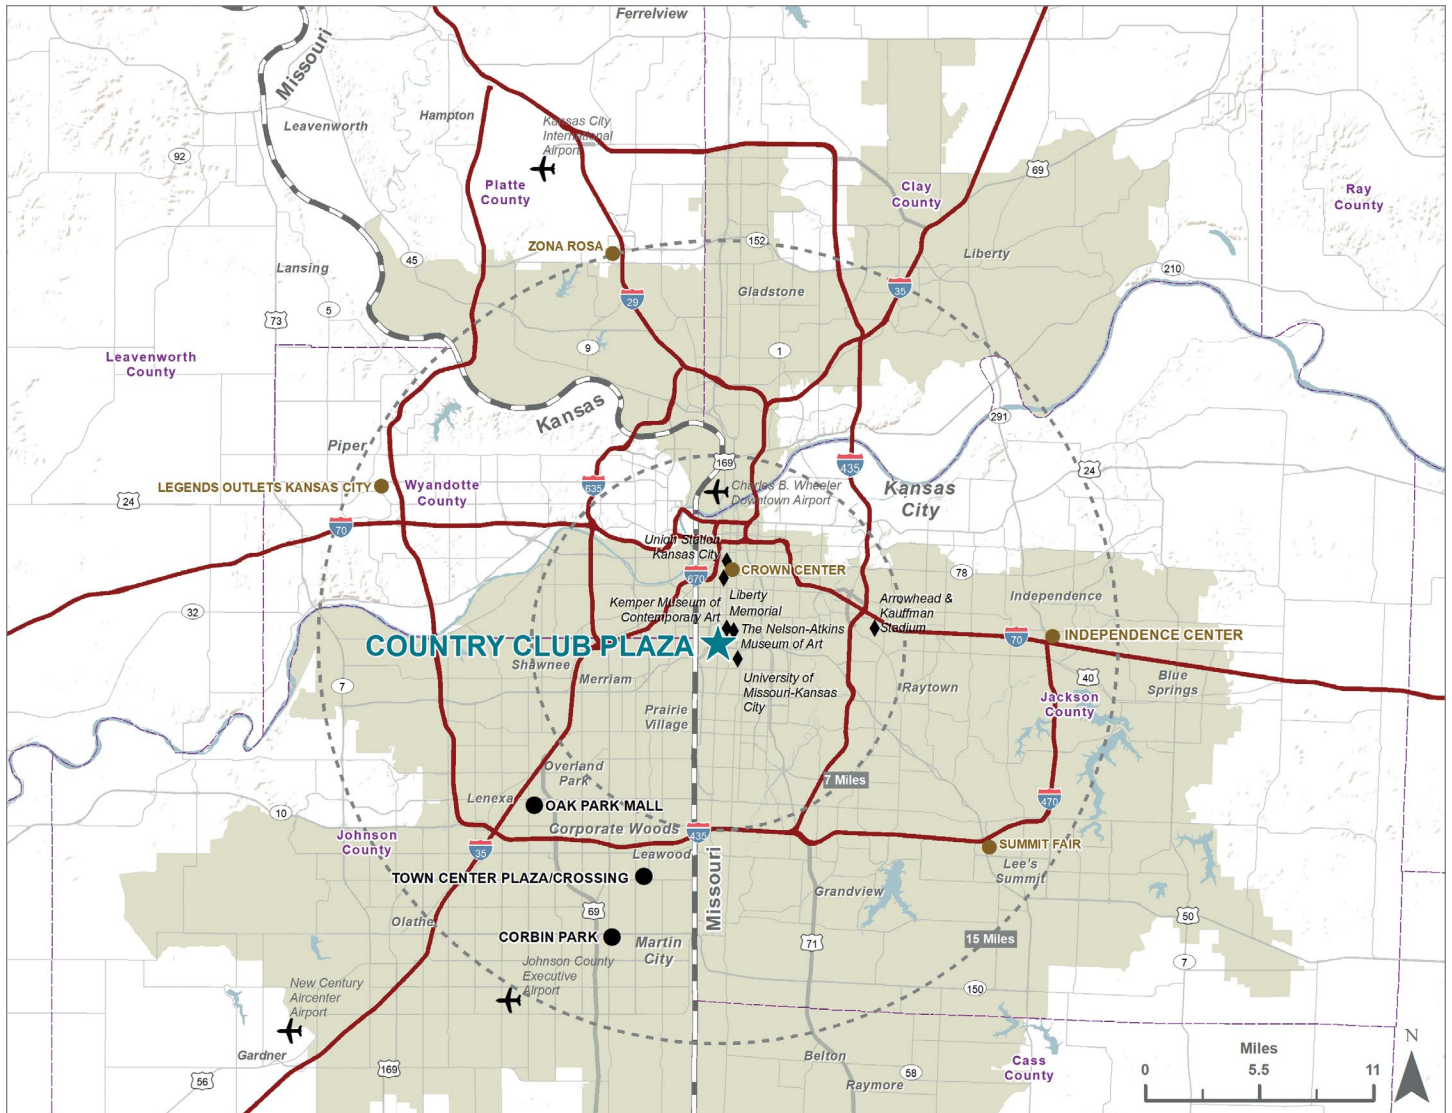 Ferrelview
Missouri
Leavenworth
Hampton
Kansas City
International
Airport
92
69
Platte
County
Clay
County
Ray
County
ZONA ROSA
152
Liberty
45
Lansing
210
Gladstone
35
29
5
73
9
1
Leavenworth
County
Kansas
291
Piper
169
435
24
LEGENDS OUTLETS KANSAS CITY
Wyandotte
County
635
Charles B. Wheeler
Downtown Airport
Kansas
City
24
70
Union Station
Kansas City
CROWN CENTER
670
78
32
Kemper Museum of
Contemporary Art
Liberty
Memorial
Arrowhead &
Kauffman
Stadium
Independence
The Nelson-Atkins
Museum of Art
70
INDEPENDENCE CENTER
COUNTRY CLUB PLAZA
Shawnee
Merriam
University of
Missouri-Kansas
City
7
Raytown
40
Blue
Springs
Jackson
County
Prairie
Village
Overland
Park
7 Miles
Lenexa
OAK PARK MALL
470
10
Corporate Woods
435
Johnson
County
35
Leawood
SUMMIT FAIR
Lee's
Summit
TOWN CENTER PLAZA/CROSSING
Missouri
Grandview
69
50
Olathe
CORBIN PARK
Martin
City
71
15 Miles
7
Johnson County
Executive
Airport
New Century
Aircenter
Airport
150
Gardner
Belton
Cass
County
169
56
Raymore
58
Miles
0
5.5
11
N